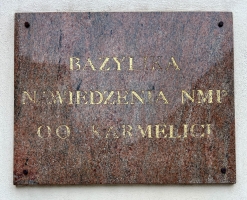 BAZYLIKA
NAWIEDZENIA NMP
OO. KARMELICI